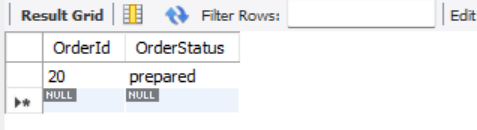 Result Grid Filter Rows: Edit
OrderId OrderStatus
20 prepared
NULL NULL